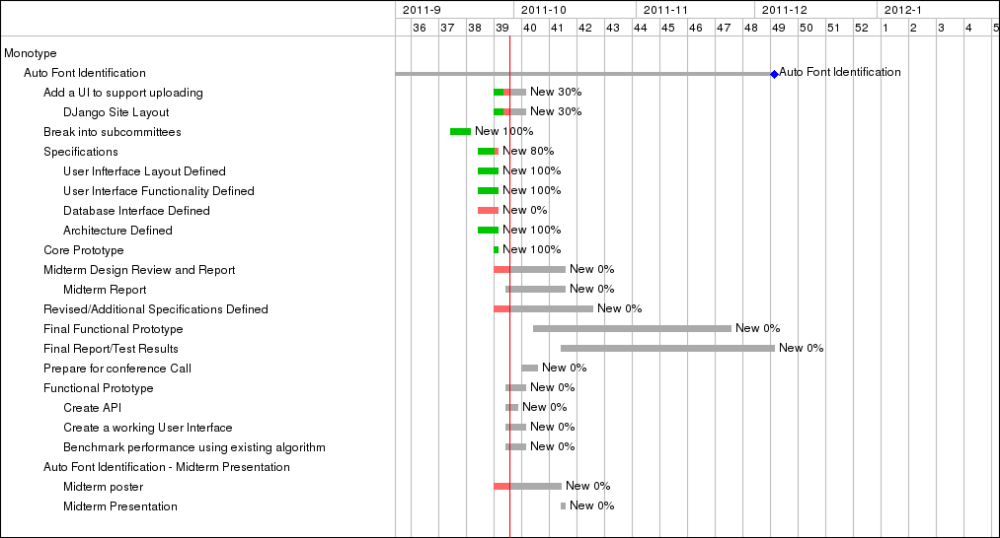 2011-9 2011-10 2011-11 2011-12 2012-1
36 37 38 39 40 41 42 43 44 45 46 47 48 49 50 51 52 1 2 3 4 5
Monotype
Auto Font Identification Auto Font Identification
Add a UI to support uploading New 30%
DJango Site Layout New 30%
Break into subcommittees New 100%
Specifications New 80%
User Infterface Layout Defined New 100%
User Interface Functionality Defined New 100%
Database Interface Defined New 0%
Architecture Defined New 100%
Core Prototype New 100%
Midterm Design Review and Report New 0%
Midterm Report New 0%
Revised/Additional Specifications Defined New 0%
Final Functional Prototype New 0%
Final Report/Test Results New 0%
Prepare for conference Call New 0%
Functional Prototype New 0%
Create API New 0%
Create a working User Interface New 0%
Benchmark performance using existing algorithm New 0%
Auto Font Identification - Midterm Presentation
Midterm poster New 0%
Midterm Presentation New 0%